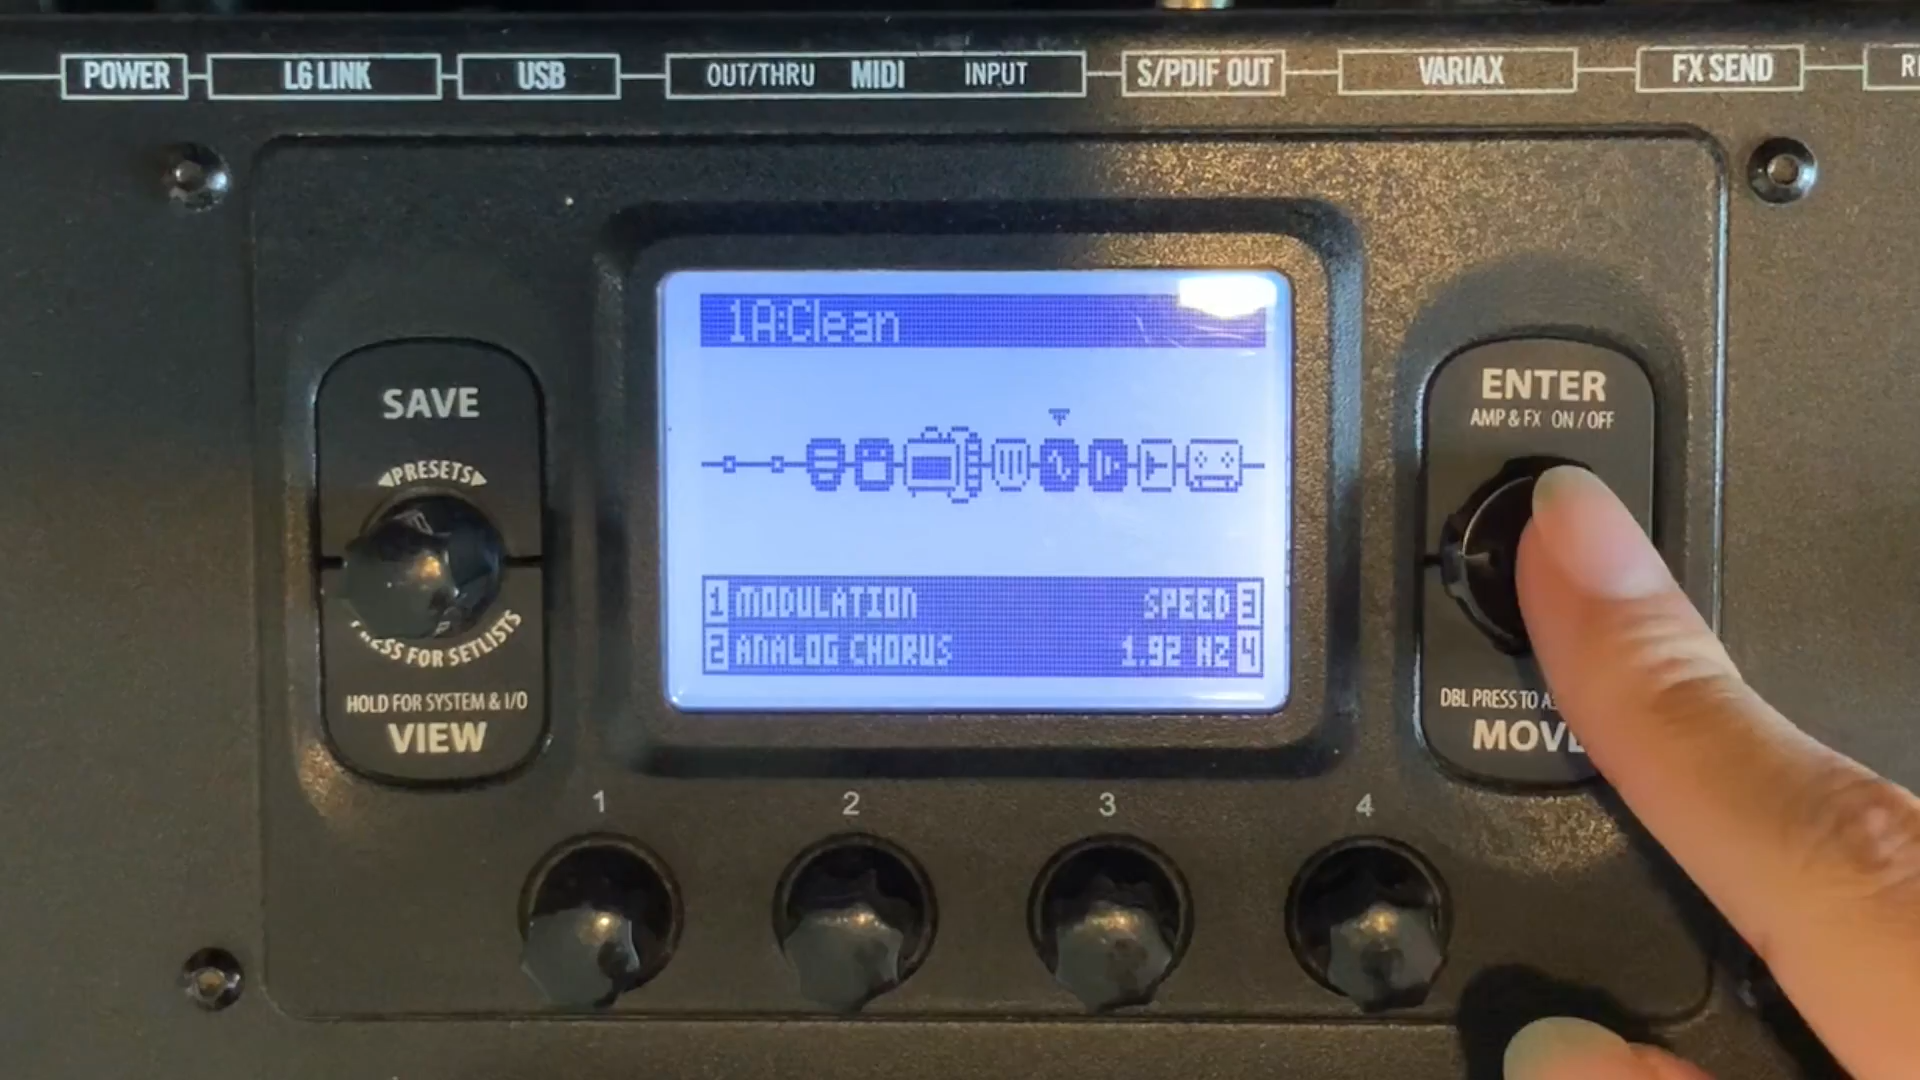 POWER
L6 LINK
USB
OUT/THRU MIDI INPUT
S/PDIF OUT
VARIAX
FX SEND
SAVE
◀PRESETS▶
PRESS FOR SETLISTS
HOLD FOR SYSTEM & I/O
VIEW
1A:Clean
1 MODULATION SPEED 3
2 ANALOG CHORUS 1.92 HZ 4
ENTER
AMP & FX ON / OFF
DBL PRESS TO
MOVE
1 2 3 4